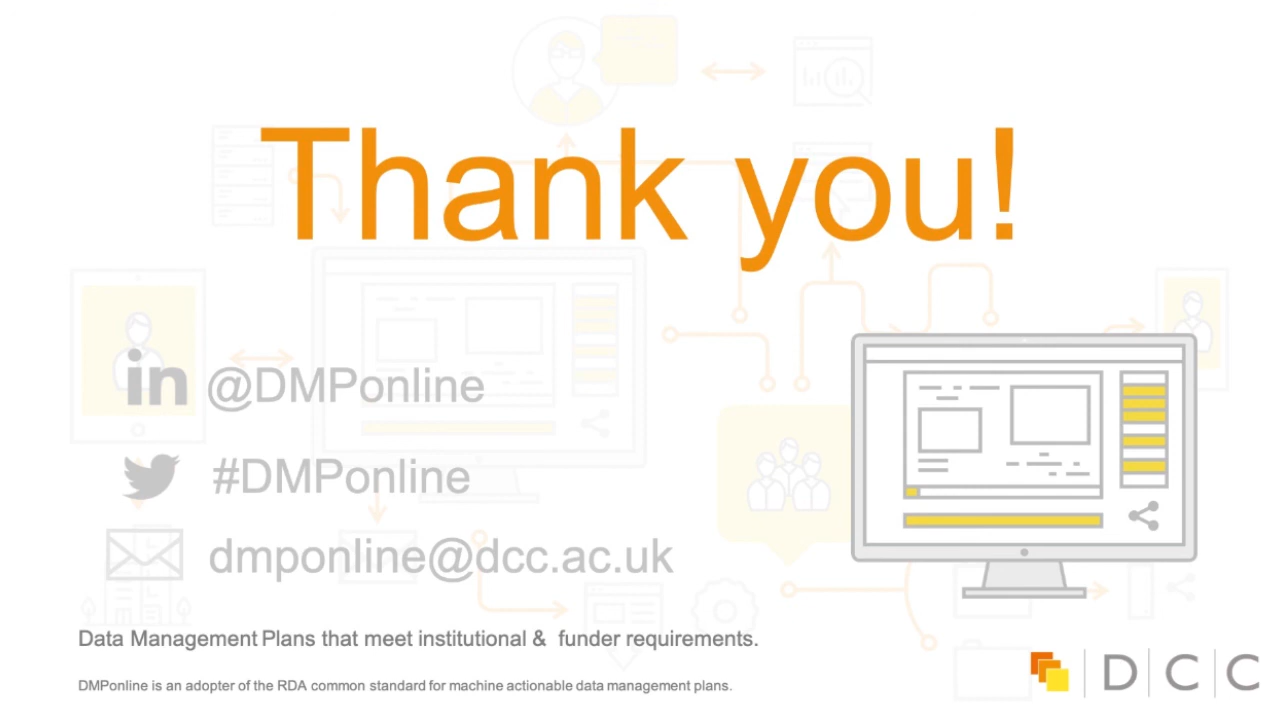 Thank you!
in @DMPonline
#DMPonline
dmponline@dcc.ac.uk
Data Management Plans that meet institutional & funder requirements.
DMPonline is an adopter of the RDA common standard for machine actionable data management plans.
DCC